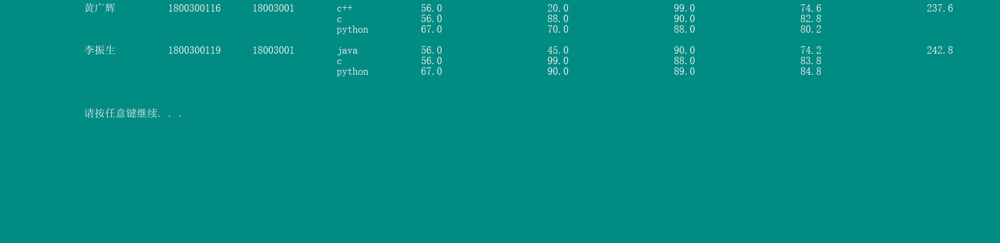 黄广辉 1800300116 18003001 c++ 56.0 20.0 99.0 74.6 237.6
c 56.0 88.0 90.0 82.8
python 67.0 70.0 88.0 80.2
李振生 1800300119 18003001 java 56.0 45.0 90.0 74.2 242.8
c 56.0 99.0 88.0 83.8
python 67.0 90.0 89.0 84.8
请按任意键继续. . .